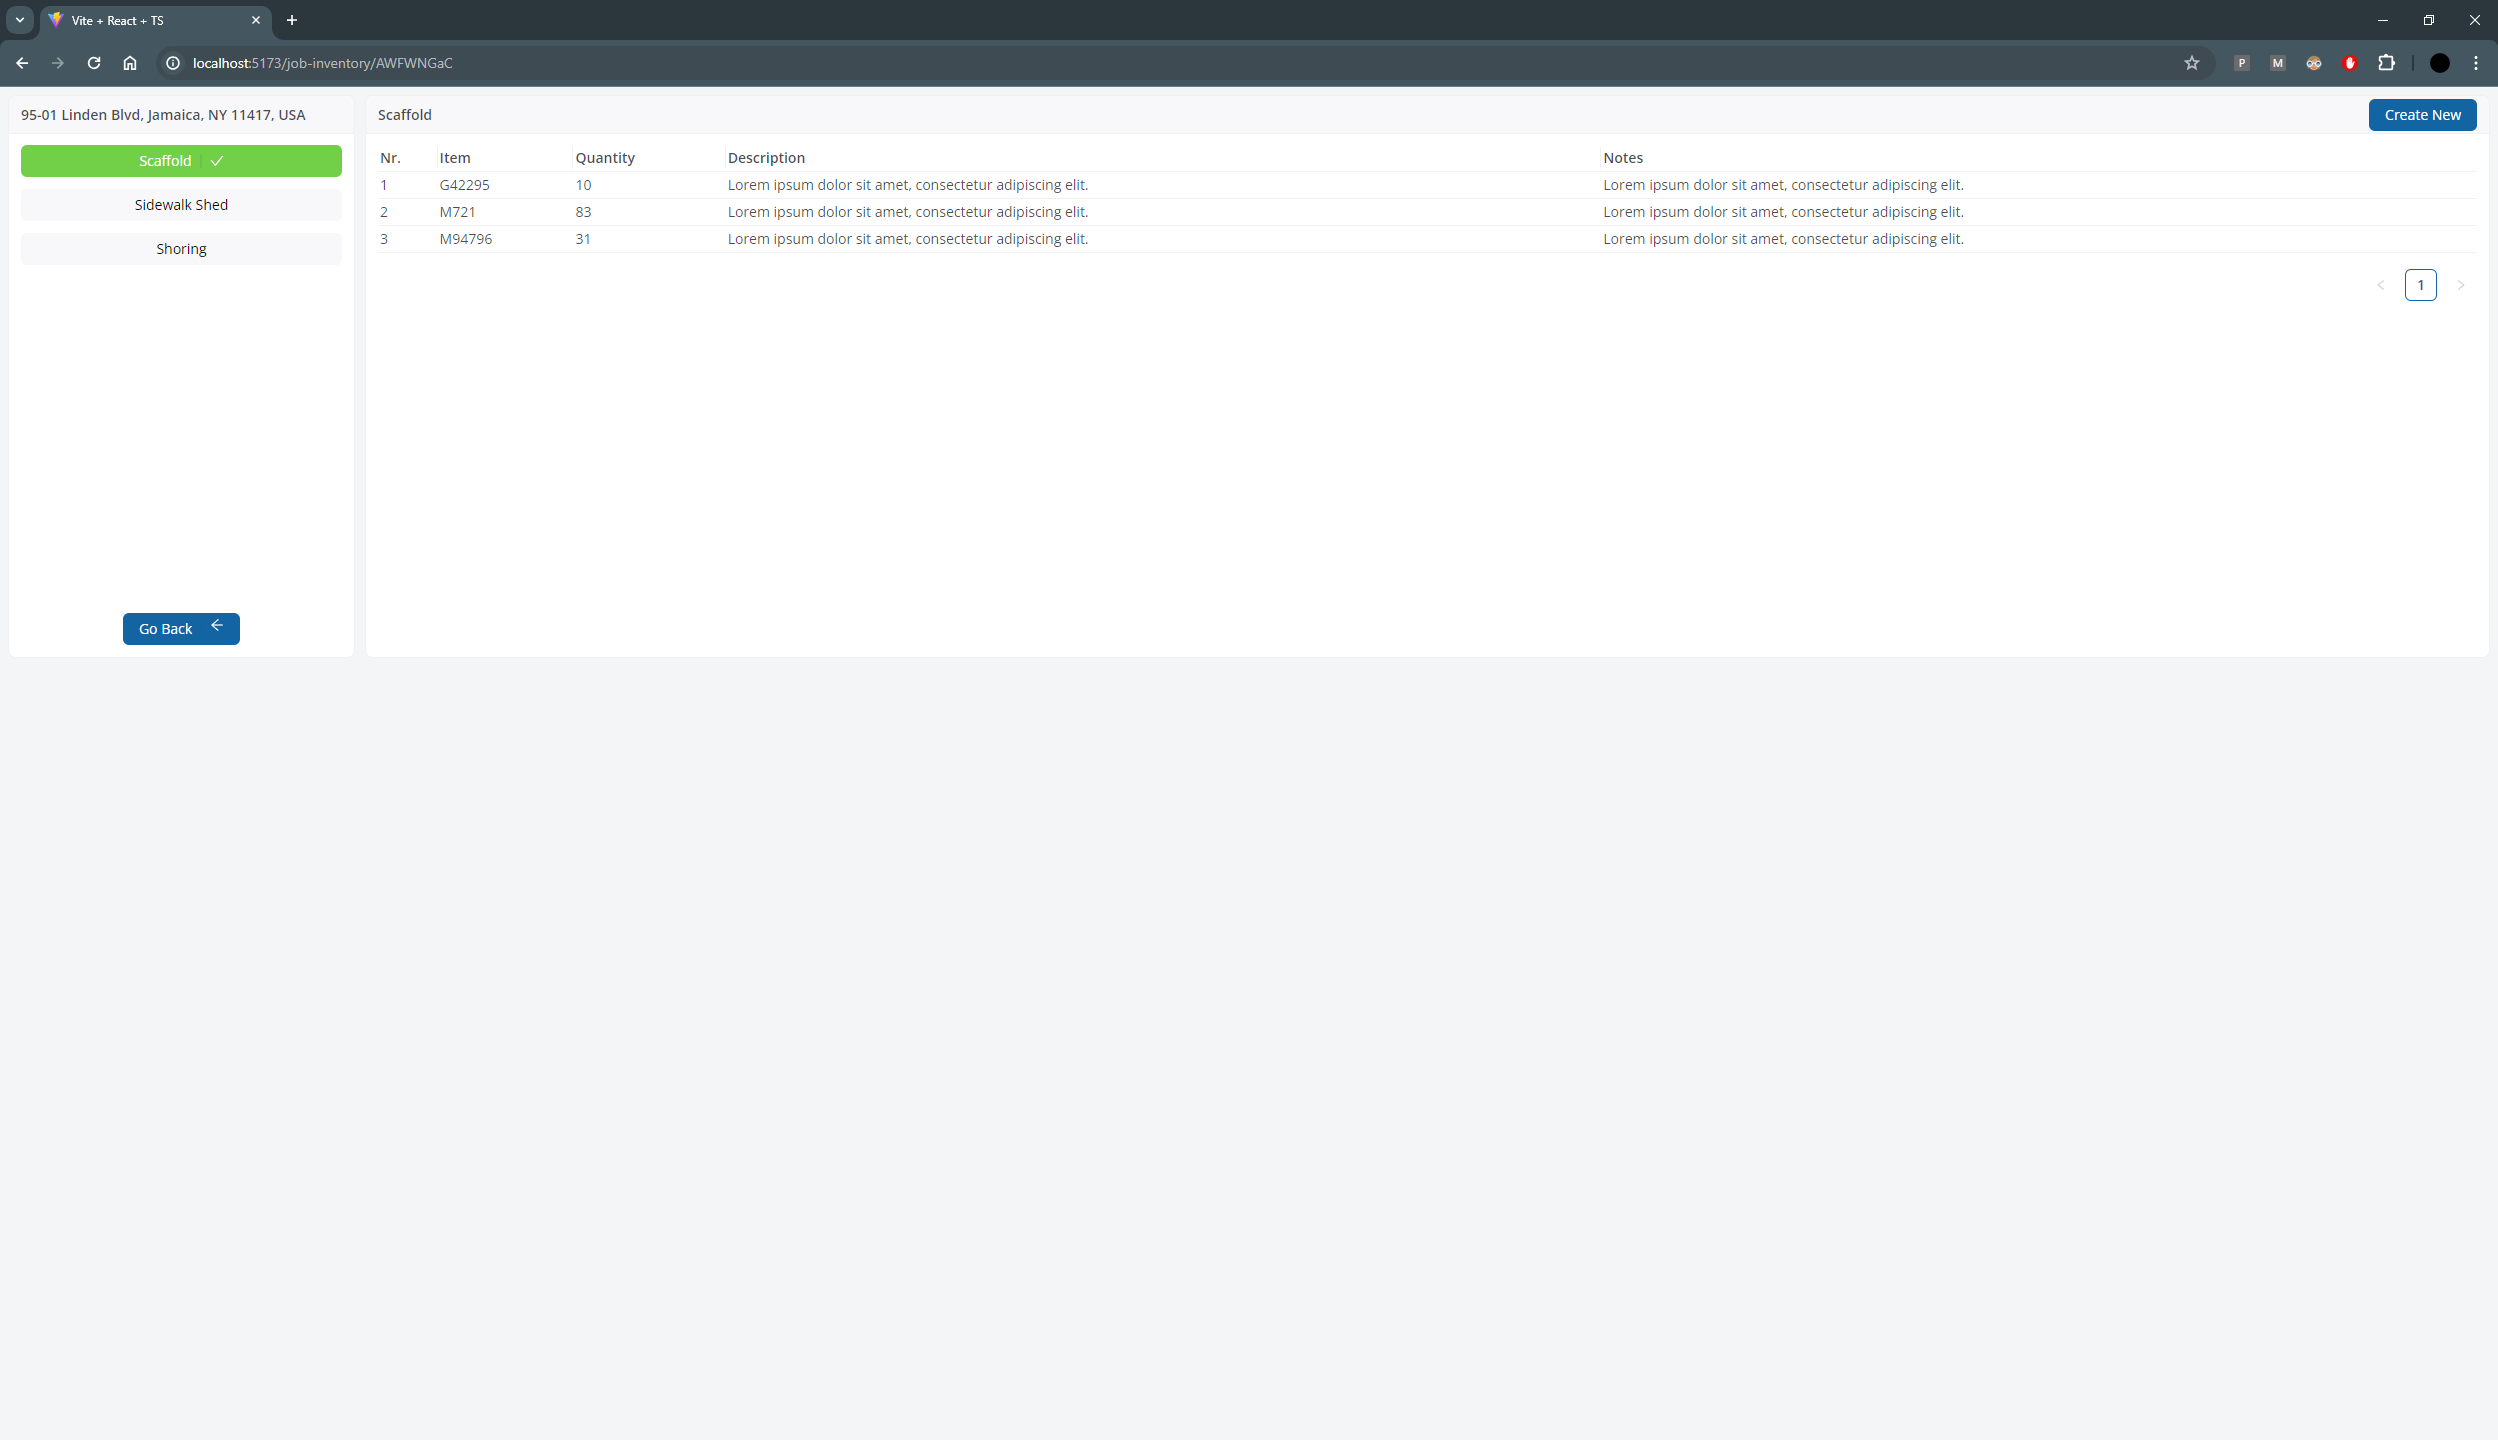 Vite + React + TS
localhost:5173/job-inventory/AWFWNGaC
P M
95-01 Linden Blvd, Jamaica, NY 11417, USA
Scaffold
Sidewalk Shed
Shoring
Go Back
Scaffold Create New
Nr. Item Quantity Description Notes
1 G42295 10 Lorem ipsum dolor sit amet, consectetur adipiscing elit. Lorem ipsum dolor sit amet, consectetur adipiscing elit.
2 M721 83 Lorem ipsum dolor sit amet, consectetur adipiscing elit. Lorem ipsum dolor sit amet, consectetur adipiscing elit.
3 M94796 31 Lorem ipsum dolor sit amet, consectetur adipiscing elit. Lorem ipsum dolor sit amet, consectetur adipiscing elit.
1